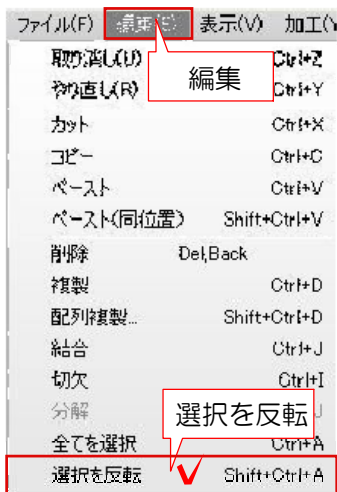 ファイル(F) 編集(E) 表示(V) 加工(
取り消し(U) Ctrl+Z
編集
やり直し(R) Ctrl+Y
カット Ctrl+X
コピー Ctrl+C
ペースト Ctrl+V
ペースト(同位置) Shift+Ctrl+V
削除 Del,Back
複製 Ctrl+D
配列複製... Shift+Ctrl+D
結合 Ctrl+J
切欠 Ctrl+I
分解 J
選択を反転
全てを選択 Ctrl+A
選択を反転 Shift+Ctrl+A